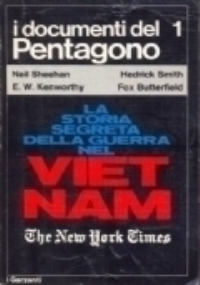 i documenti del 1
Pentagono
Neil Sheehan Hedrick Smith
E. W. Kenworthy Fox Butterfield
LA
STORIA
SEGRETA
DELLA GUERRA
NEL
VIET
NAM
The New York Times
i Garzanti